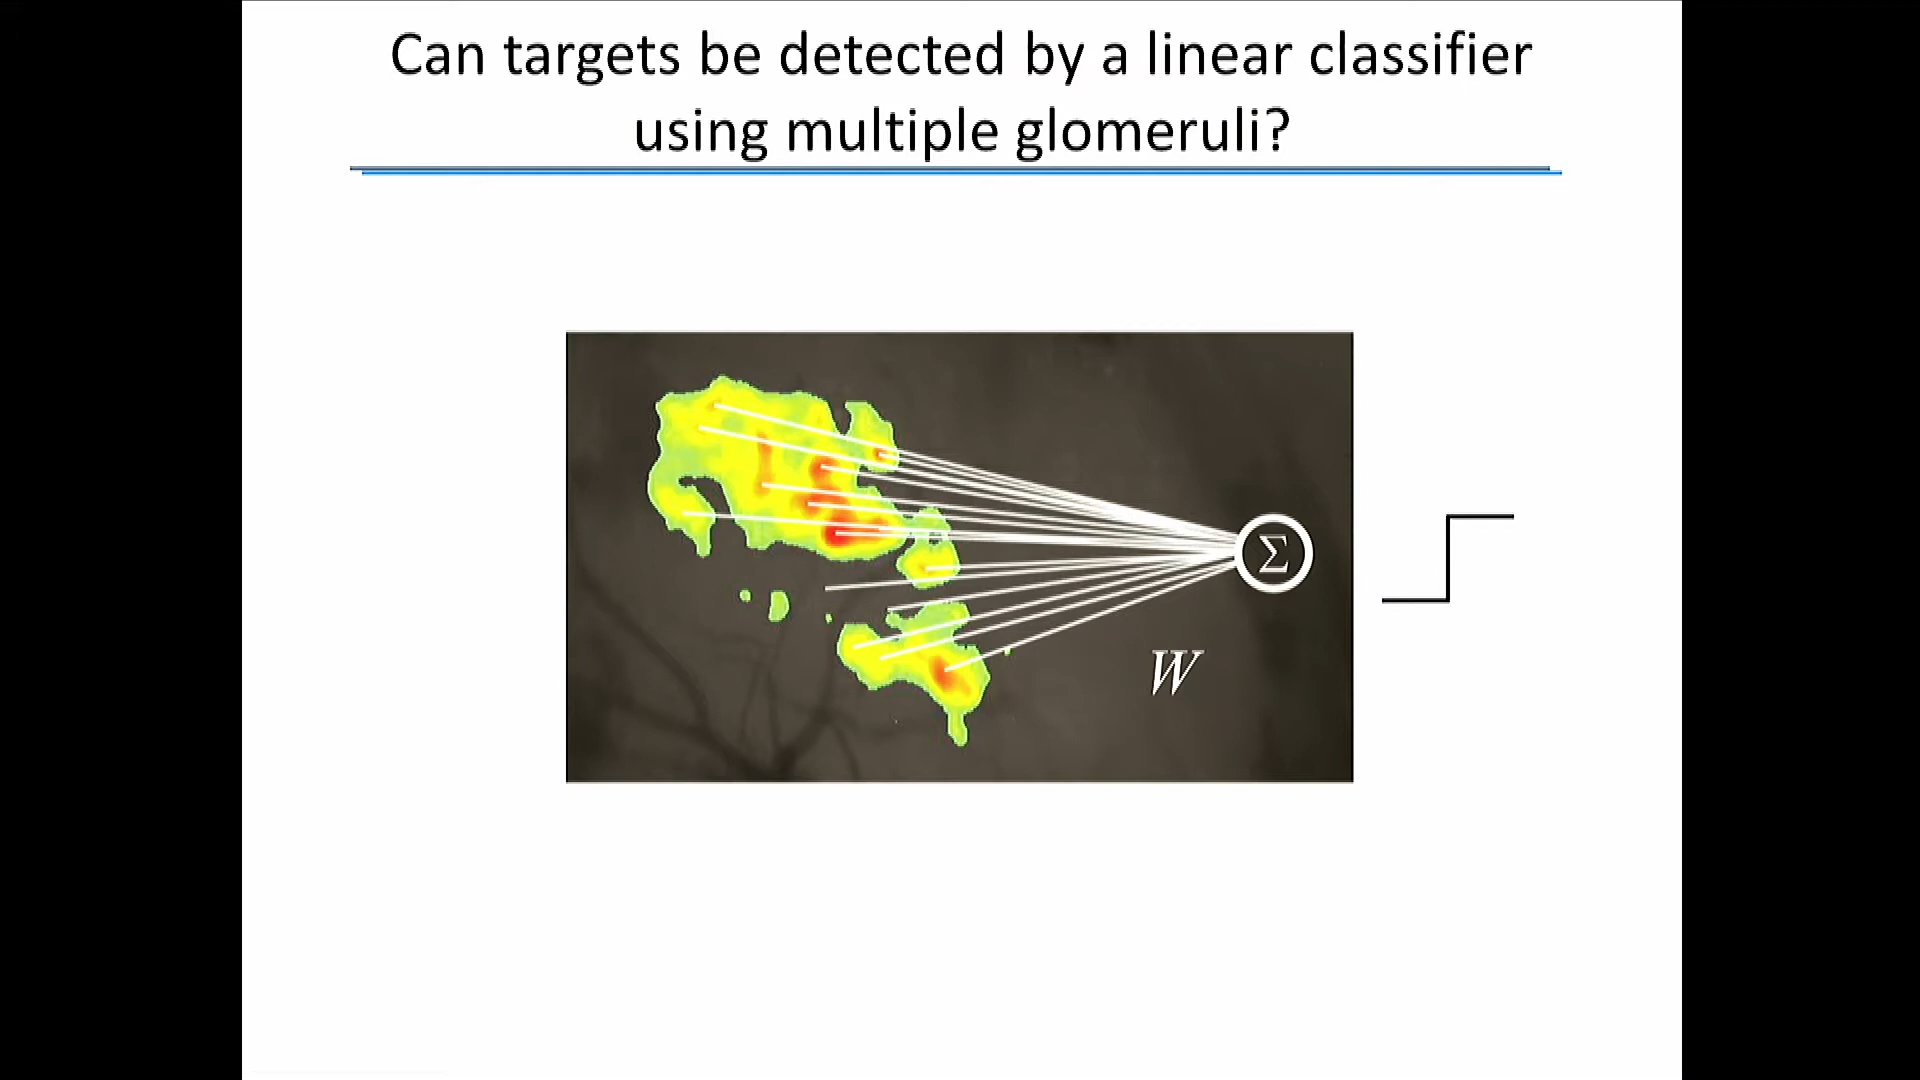 Can targets be detected by a linear classifier
using multiple glomeruli?
Σ
W